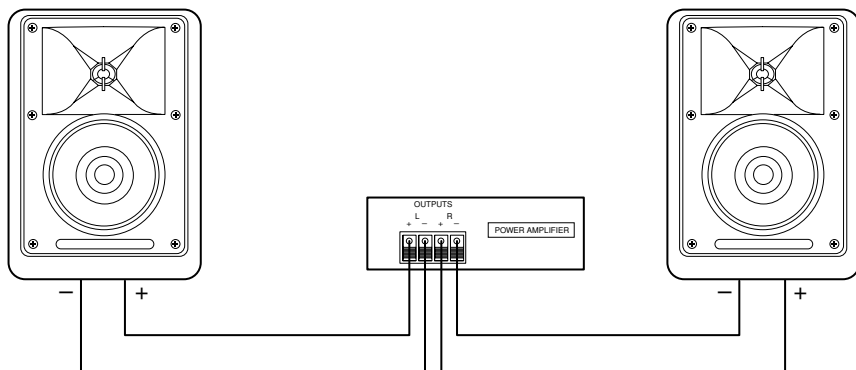 OUTPUTS
L R
+ – + –
POWER AMPLIFIER
– +
– +